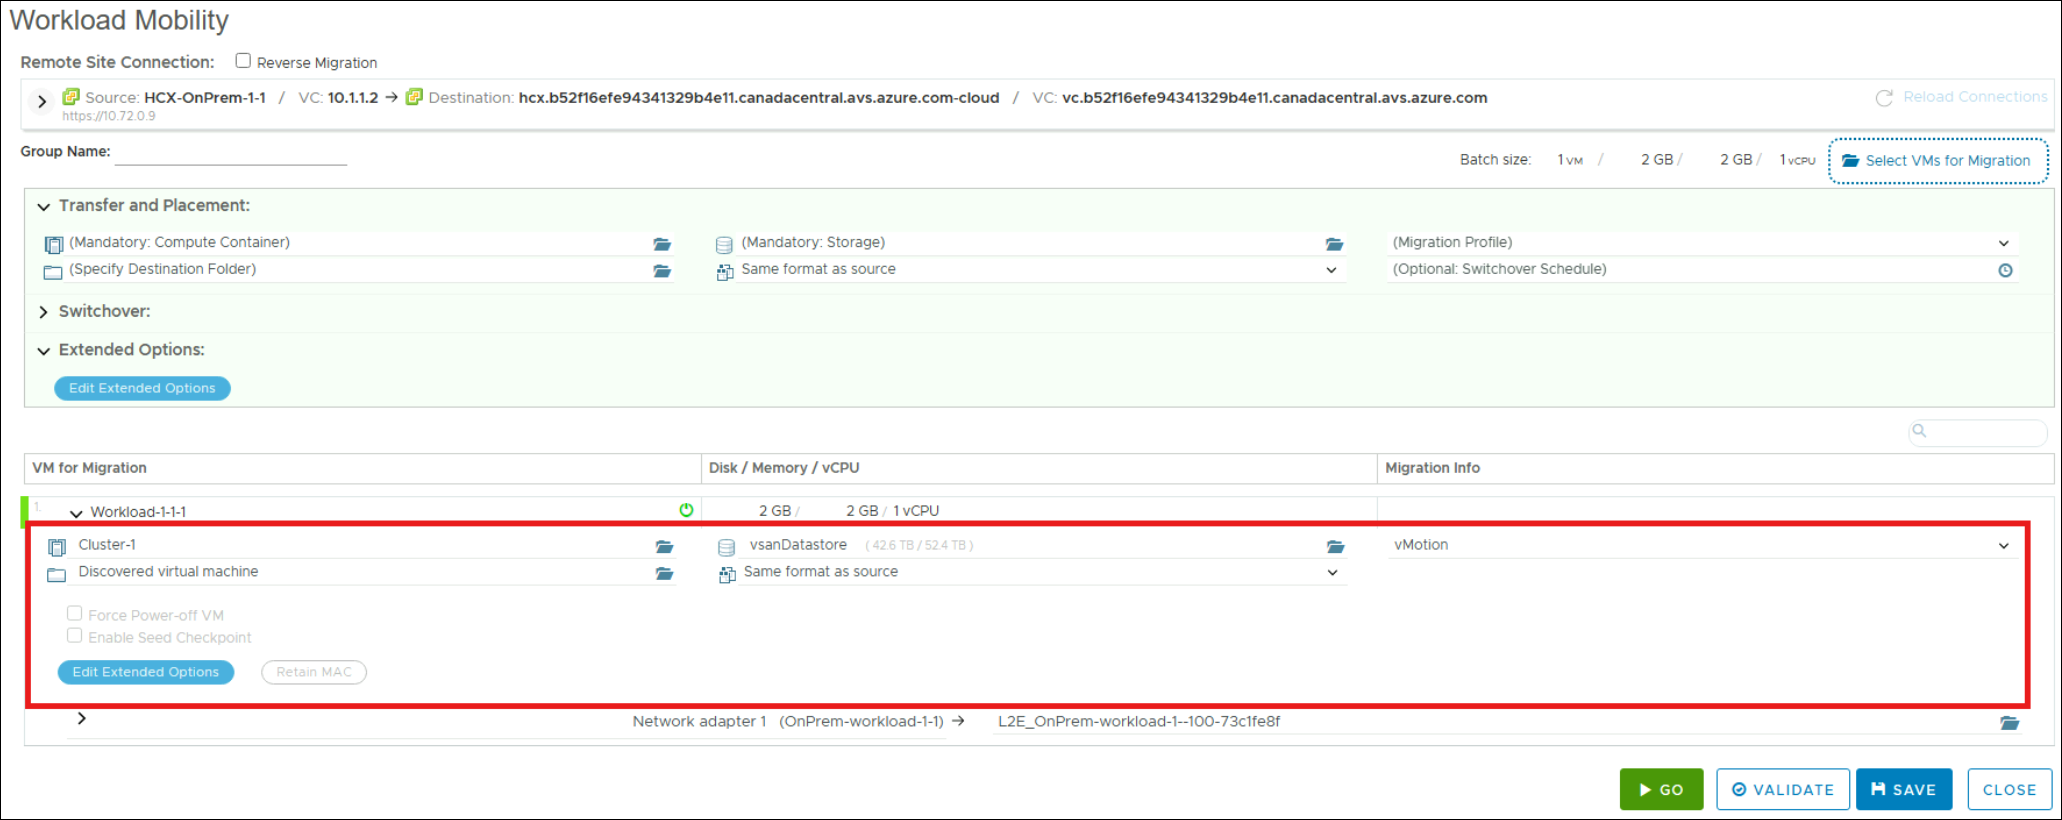 Workload Mobility
Remote Site Connection: Reverse Migration
Source: HCX-OnPrem-1-1 / VC: 10.1.1.2 → Destination: hcx.b52f16efe94341329b4e11.canadacentral.avs.azure.com-cloud / VC: vc.b52f16efe94341329b4e11.canadacentral.avs.azure.com Reload Connections
https://10.72.0.9
Group Name: Batch size: 1 VM / 2 GB / 2 GB / 1 vCPU Select VMs for Migration
Transfer and Placement:
(Mandatory: Compute Container) (Mandatory: Storage) (Migration Profile)
(Specify Destination Folder) Same format as source (Optional: Switchover Schedule)
Switchover:
Extended Options:
Edit Extended Options
VM for Migration Disk / Memory / vCPU Migration Info
1. Workload-1-1-1 2 GB / 2 GB / 1 vCPU
Cluster-1 vsanDatastore ( 42.6 TB / 52.4 TB ) vMotion
Discovered virtual machine Same format as source
Force Power-off VM
Enable Seed Checkpoint
Edit Extended Options Retain MAC
Network adapter 1 (OnPrem-workload-1-1) → L2E_OnPrem-workload-1--100-73c1fe8f
GO VALIDATE SAVE CLOSE